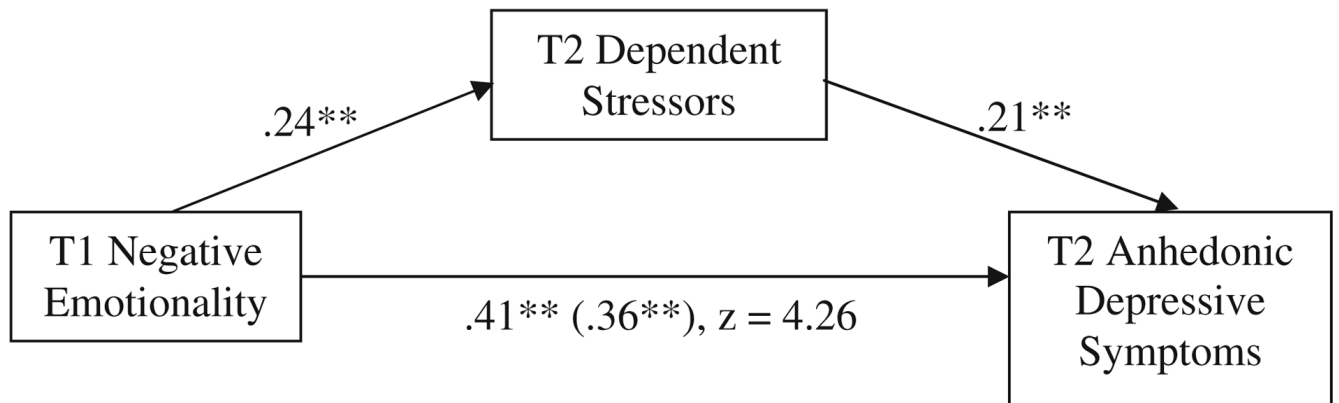 T2 Dependent
Stressors
.24**
.21**
T1 Negative
Emotionality
.41** (.36**), z = 4.26
T2 Anhedonic
Depressive
Symptoms